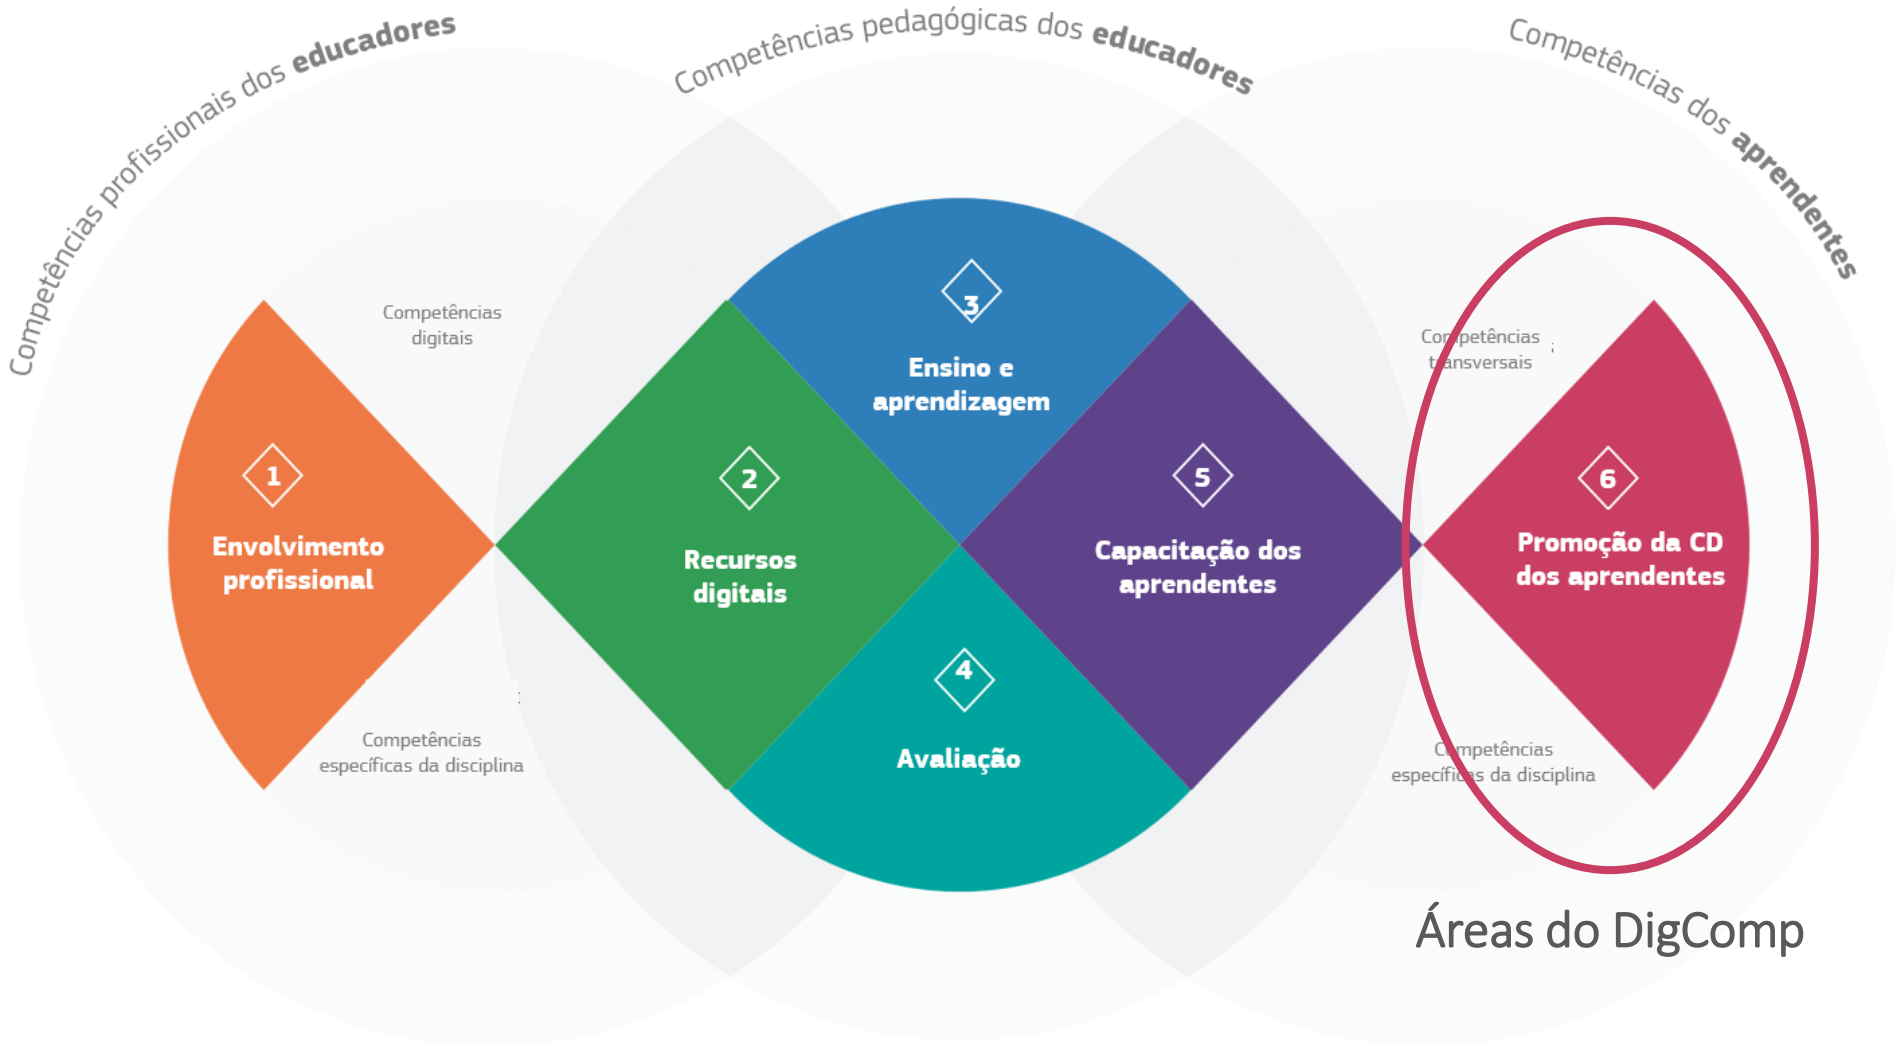 Competências profissionais dos educadores
Competências pedagógicas dos educadores
Competências dos aprendentes
Competências
digitais
3
Ensino e
aprendizagem
Competências
transversais
;
1
Envolvimento
profissional
2
Recursos
digitais
5
Capacitação dos
aprendentes
6
Promoção da CD
dos aprendentes
4
Avaliação
Competências
específicas da disciplina
Competências
específicas da disciplina
Áreas do DigComp